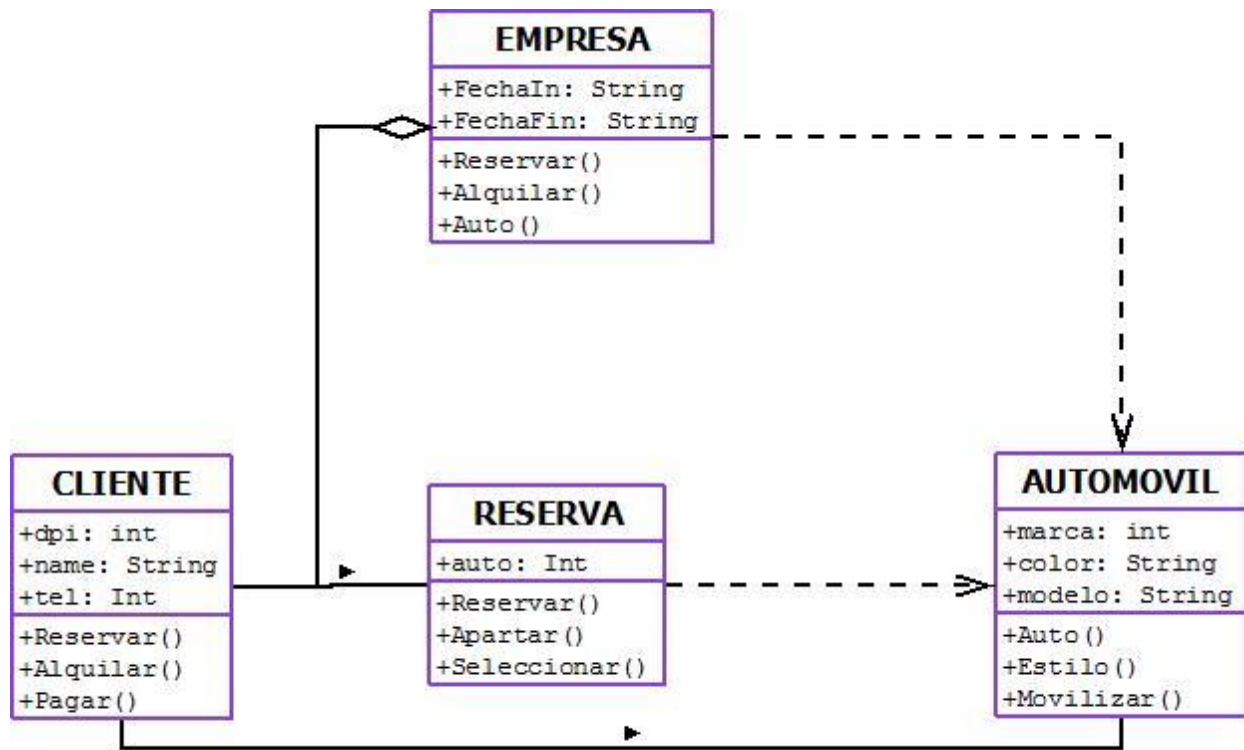 EMPRESA
+FechaIn: String
+FechaFin: String
+Reservar()
+Alquilar()
+Auto()
CLIENTE
+dpi: int
+name: String
+tel: Int
+Reservar()
+Alquilar()
+Pagar()
RESERVA
+auto: Int
+Reservar()
+Apartar()
+Seleccionar()
AUTOMOVIL
+marca: int
+color: String
+modelo: String
+Auto()
+Estilo()
+Movilizar()